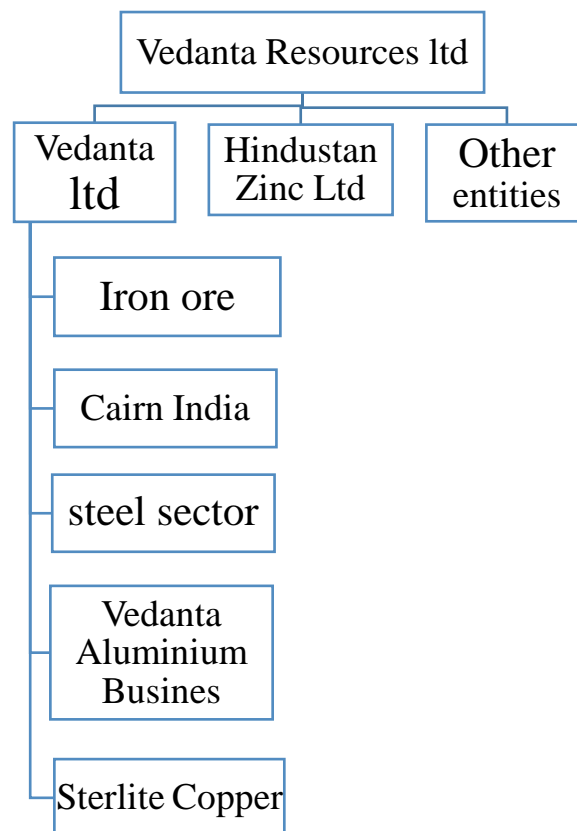 Vedanta Resources ltd
Vedanta
ltd
Hindustan
Zinc Ltd
Other
entities
Iron ore
Cairn India
steel sector
Vedanta
Aluminium
Busines
Sterlite Copper